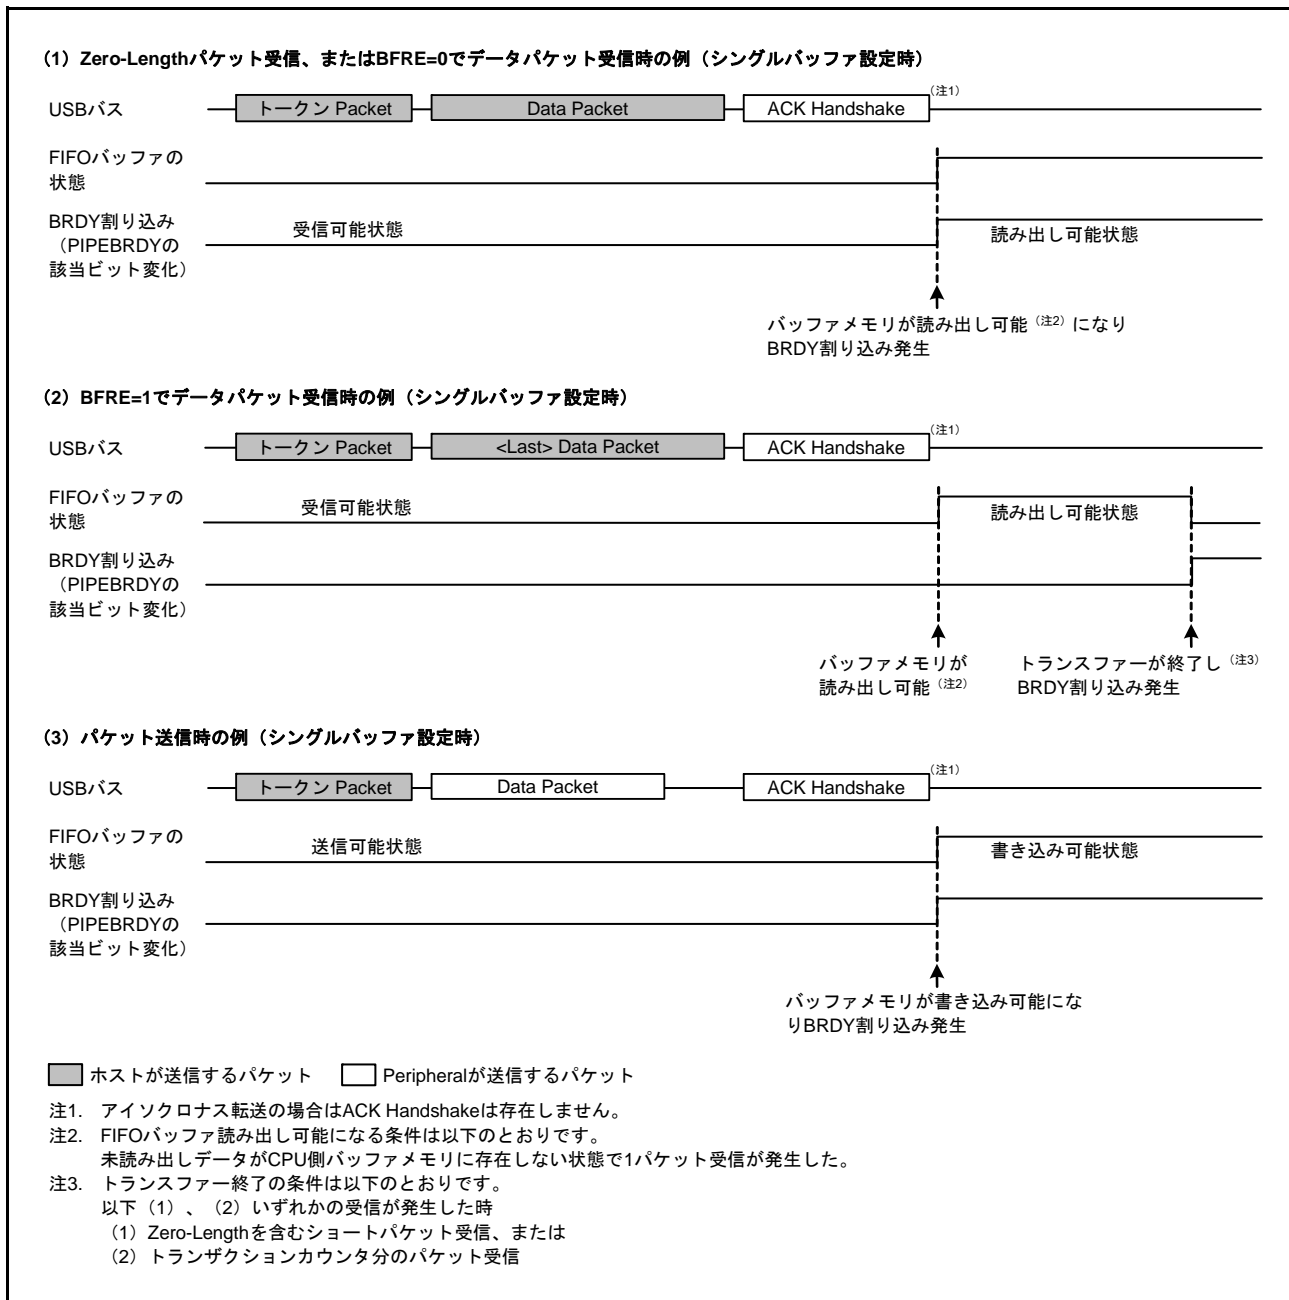 （1）Zero-Lengthパケット受信、またはBFRE=0でデータパケット受信時の例（シングルバッファ設定時）
USBバス
トークン Packet
Data Packet
ACK Handshake
（注1）
FIFOバッファの
状態
BRDY割り込み
（PIPEBRDYの
該当ビット変化）
受信可能状態
読み出し可能状態
バッファメモリが読み出し可能（注2）になり
BRDY割り込み発生
（2）BFRE=1でデータパケット受信時の例（シングルバッファ設定時）
USBバス
トークン Packet
<Last> Data Packet
ACK Handshake
（注1）
FIFOバッファの
状態
受信可能状態
読み出し可能状態
BRDY割り込み
（PIPEBRDYの
該当ビット変化）
バッファメモリが
読み出し可能（注2）
トランスファーが終了し（注3）
BRDY割り込み発生
（3）パケット送信時の例（シングルバッファ設定時）
USBバス
トークン Packet
Data Packet
ACK Handshake
（注1）
FIFOバッファの
状態
送信可能状態
書き込み可能状態
BRDY割り込み
（PIPEBRDYの
該当ビット変化）
バッファメモリが書き込み可能にな
りBRDY割り込み発生
ホストが送信するパケット
Peripheralが送信するパケット
注1. アイソクロナス転送の場合はACK Handshakeは存在しません。
注2. FIFOバッファ読み出し可能になる条件は以下のとおりです。
未読み出しデータがCPU側バッファメモリに存在しない状態で1パケット受信が発生した。
注3. トランスファー終了の条件は以下のとおりです。
以下（1）、（2）いずれかの受信が発生した時
（1）Zero-Lengthを含むショートパケット受信、または
（2）トランザクションカウンタ分のパケット受信